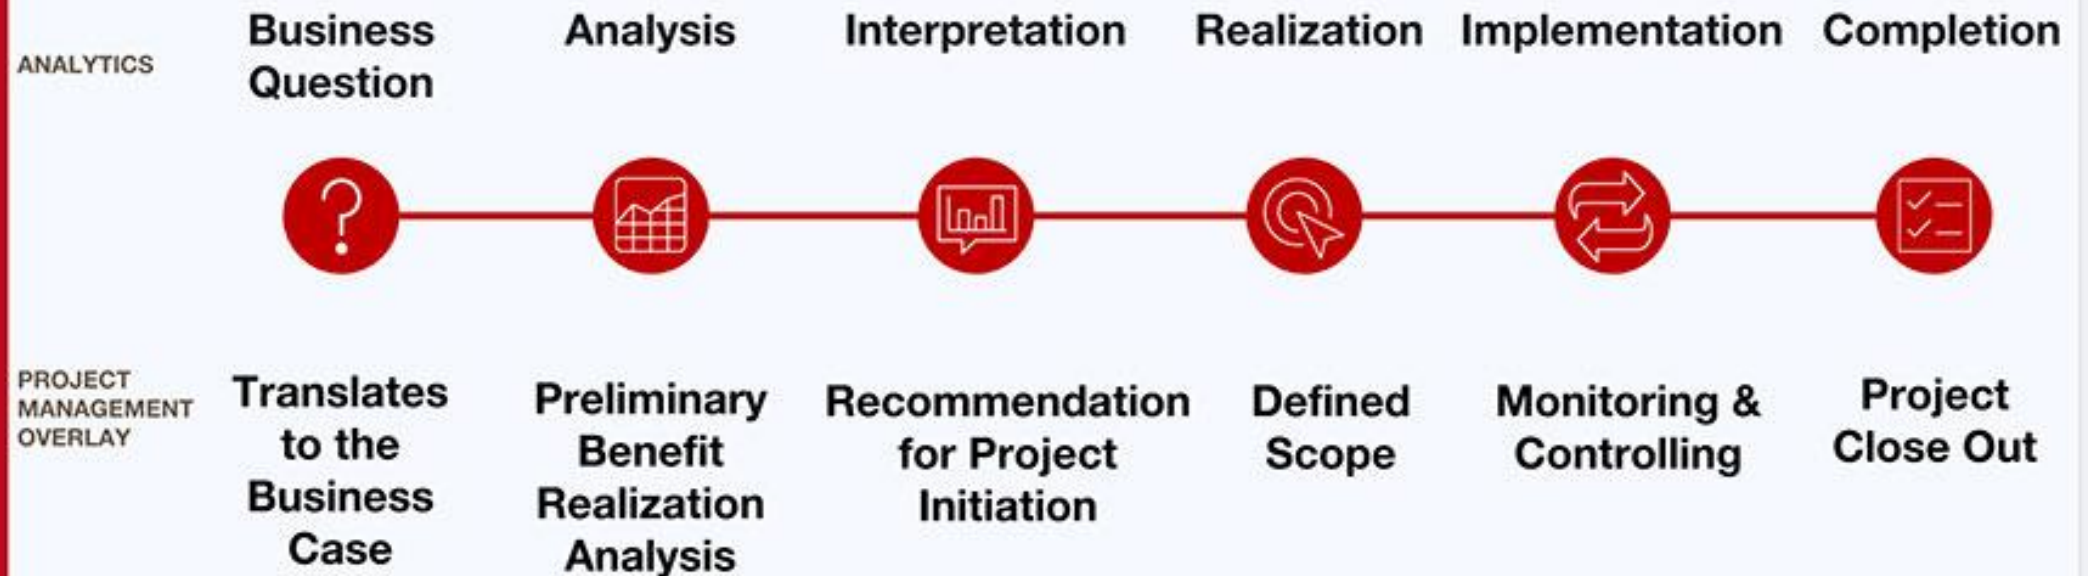 ANALYTICS
Business
Question
Analysis
Interpretation
Realization
Implementation
Completion
PROJECT
MANAGEMENT
OVERLAY
Translates
to the
Business
Case
Preliminary
Benefit
Realization
Analysis
Recommendation
for Project
Initiation
Defined
Scope
Monitoring &
Controlling
Project
Close Out